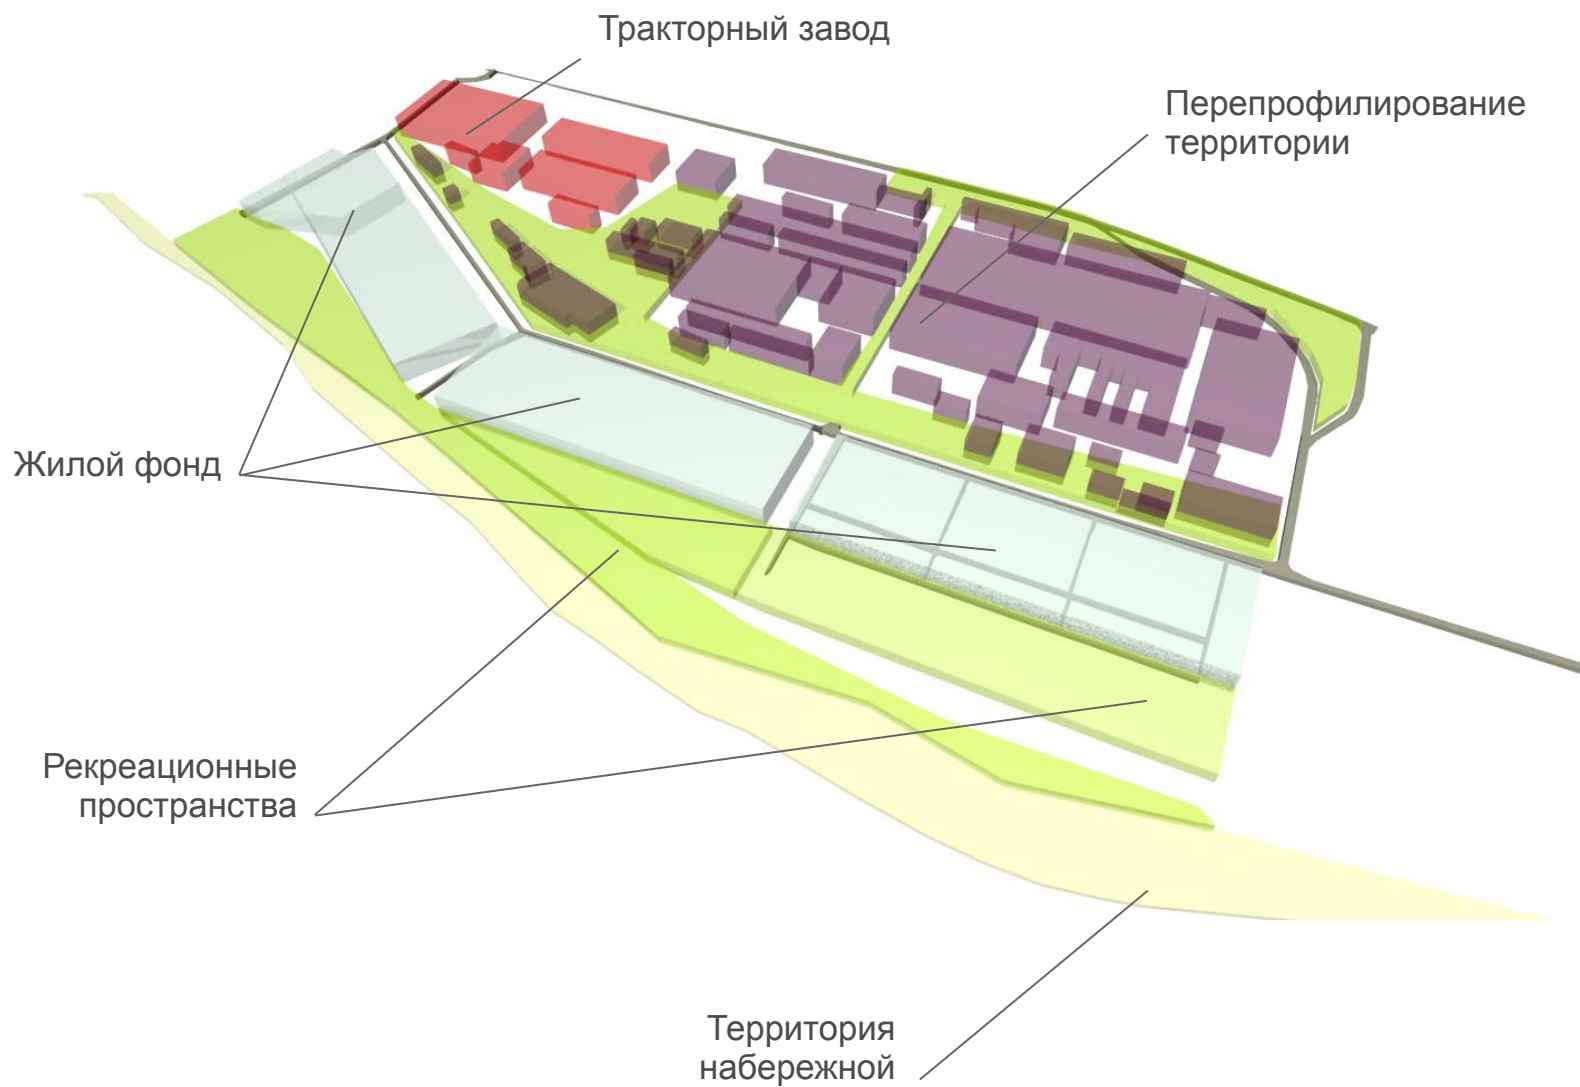 Тракторный завод
Перепрофилирование
территории
Жилой фонд
Рекреационные
пространства
Территория
набережной